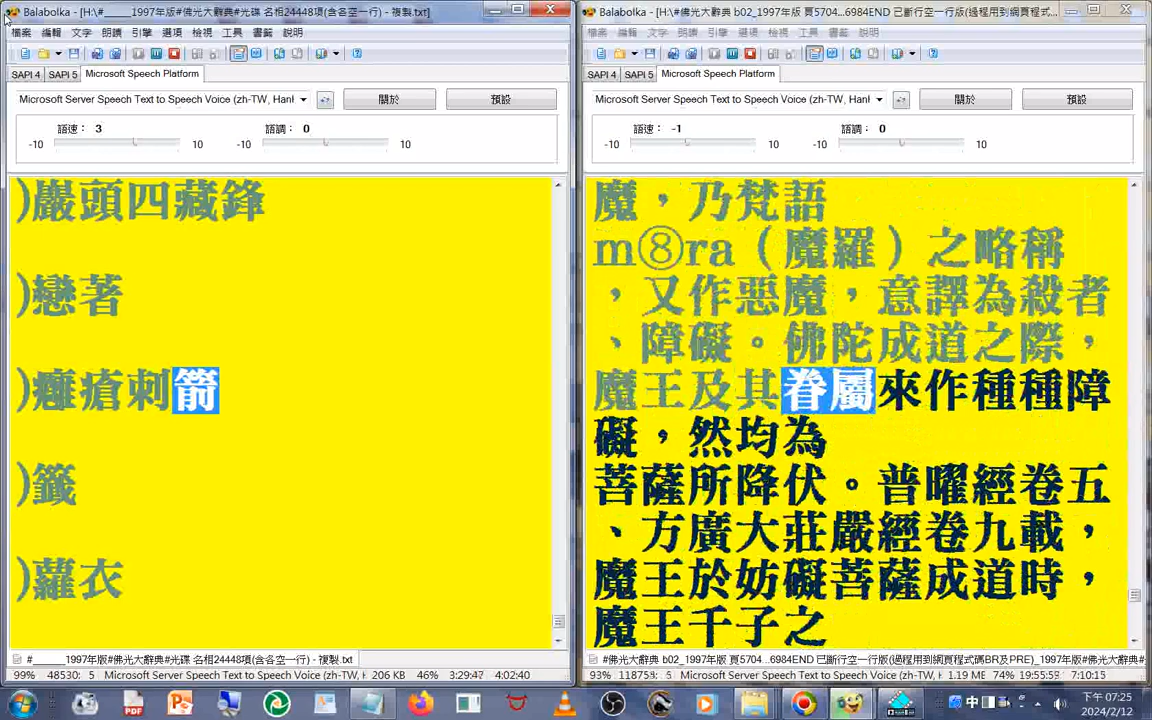 Balabolka - [H:\#_____1997年版#佛光大辭典#光碟 名相24448項(含各空一行) - 複製.txt]
檔案 編輯 文字 朗讀 引擎 選項 檢視 工具 書籤 說明
SAPI 4 SAPI 5 Microsoft Speech Platform
Microsoft Server Speech Text to Speech Voice (zh-TW, Hanl 關於 預設
語速： 3 語調： 0
-10 10 -10 10
)巖頭四藏鋒
)戀著
)癰瘡刺箭
)籤
)蘿衣
#______1997年版#佛光大辭典#光碟 名相24448項(含各空一行) - 複製.txt
99% 48530: 5 Microsoft Server Speech Text to Speech Voice (zh-TW, H 206 KB 46% 3:29:47 4:02:40
Balabolka - [H:\#佛光大辭典 b02_1997年版 頁5704...6984END 已斷行空一行版(過程用到網頁程式...
檔案 編輯 文字 朗讀 引擎 選項 檢視 工具 書籤 說明
SAPI 4 SAPI 5 Microsoft Speech Platform
Microsoft Server Speech Text to Speech Voice (zh-TW, Hanl 關於 預設
語速： -1 語調： 0
-10 10 -10 10
魔，乃梵語
m⑧ra（魔羅）之略稱
，又作惡魔，意譯為殺者
、障礙。佛陀成道之際，
魔王及其眷屬來作種種障
礙，然均為
菩薩所降伏。普曜經卷五
、方廣大莊嚴經卷九載，
魔王於妨礙菩薩成道時，
魔王千子之
#佛光大辭典 b02_1997年版 頁5704...6984END 已斷行空一行版(過程用到網頁程式碼BR及PRE)_1997年版#佛光大辭典#
93% 118758: 5 Microsoft Server Speech Text to Speech Voice (zh-TW, 1.19 MB 74% 19:55:59 7:10:15
中
下午 07:25
2024/2/12